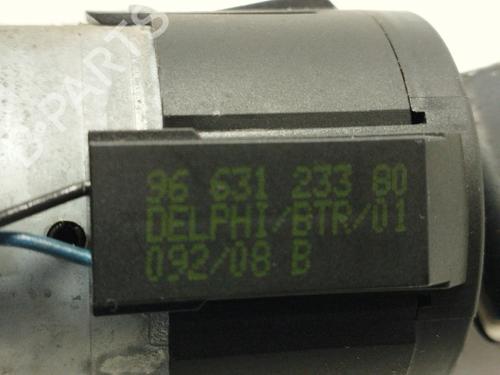 B-PARTS
96 631 233 80
DELPHI/BTR/01
092/08 B